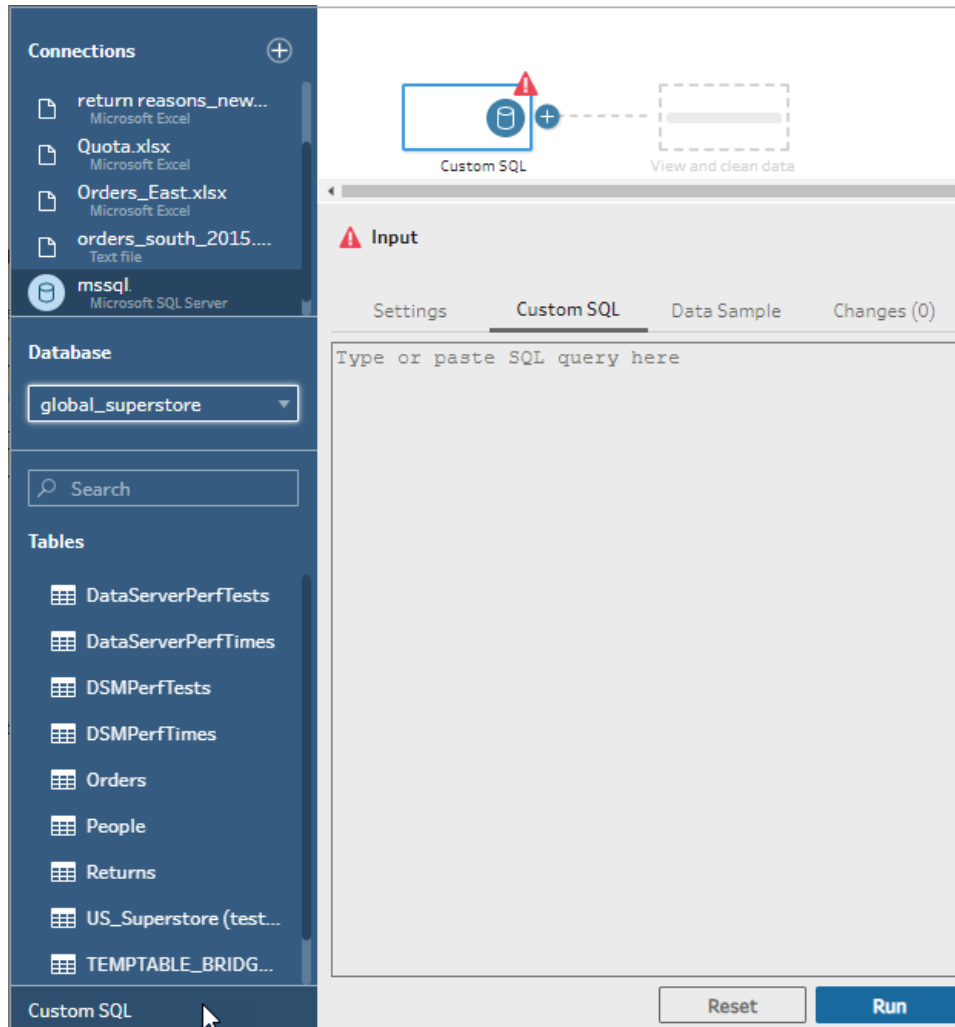 Connections
return reasons_new...
Microsoft Excel
Quota.xlsx
Microsoft Excel
Orders_East.xlsx
Microsoft Excel
orders_south_2015....
Text file
mssql.
Microsoft SQL Server
Database
global_superstore
Search
Tables
DataServerPerfTests
DataServerPerfTimes
DSMPerfTests
DSMPerfTimes
Orders
People
Returns
US_Superstore (test...
TEMPTABLE_BRIDG...
Custom SQL
Custom SQL
View and clean data
Input
Settings
Custom SQL
Data Sample
Changes (0)
Type or paste SQL query here
Reset
Run